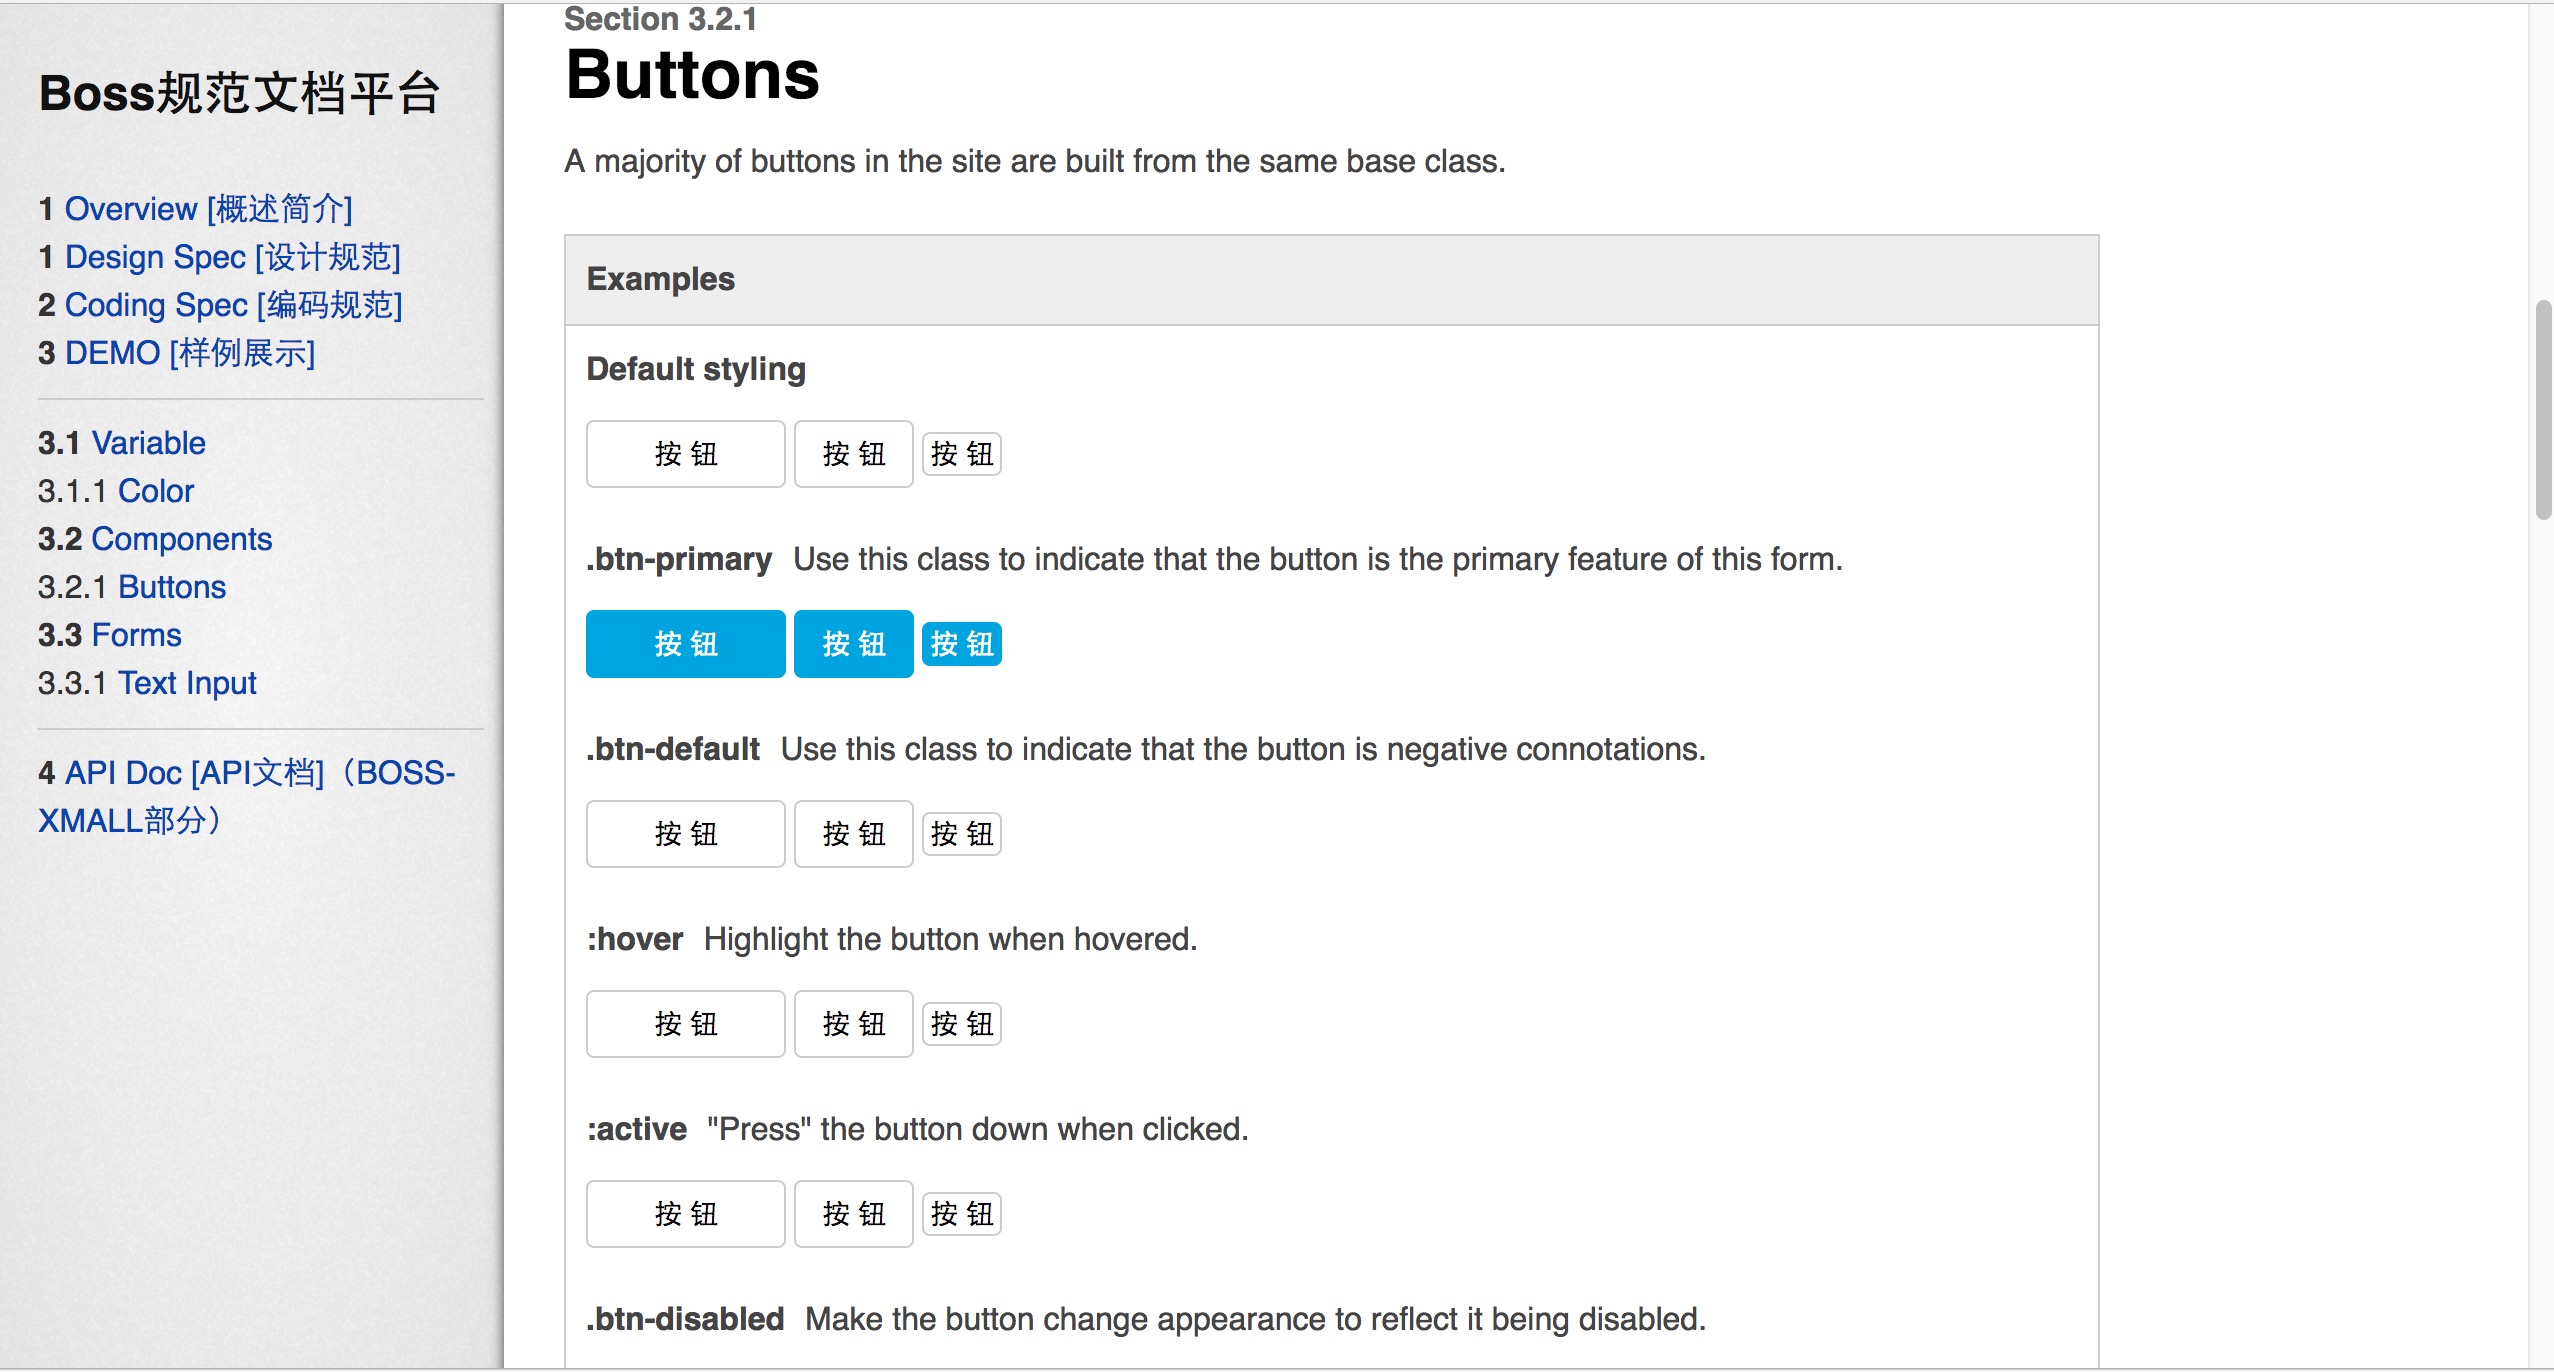 Boss规范文档平台
1 Overview [概述简介]
1 Design Spec [设计规范]
2 Coding Spec [编码规范]
3 DEMO [样例展示]
3.1 Variable
3.1.1 Color
3.2 Components
3.2.1 Buttons
3.3 Forms
3.3.1 Text Input
4 API Doc [API文档]（BOSS-
XMALL部分）
Section 3.2.1
Buttons
A majority of buttons in the site are built from the same base class.
Examples
Default styling
按 钮 按 钮 按 钮
.btn-primary Use this class to indicate that the button is the primary feature of this form.
按 钮 按 钮 按 钮
.btn-default Use this class to indicate that the button is negative connotations.
按 钮 按 钮 按 钮
:hover Highlight the button when hovered.
按 钮 按 钮 按 钮
:active "Press" the button down when clicked.
按 钮 按 钮 按 钮
.btn-disabled Make the button change appearance to reflect it being disabled.